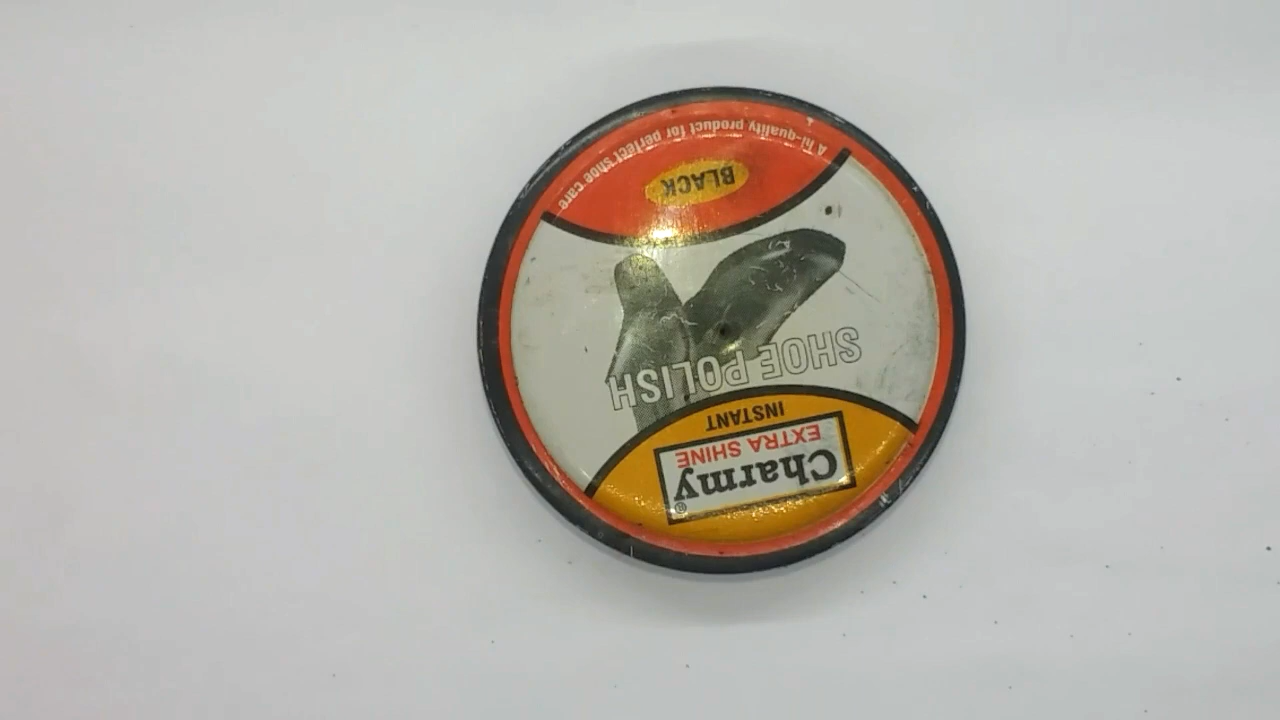 Charmy®
EXTRA SHINE
INSTANT
SHOE POLISH
BLACK
A hi-quality product for perfect shoe care